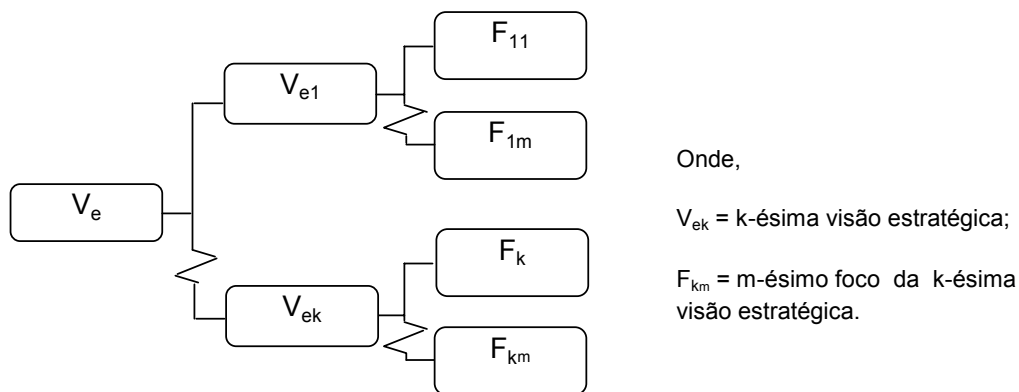 F₁₁
Vₑ₁
F₁ₘ
Onde,
Vₑ
Vₑₖ = k-ésima visão estratégica;
Fₖ
Fₖₘ = m-ésimo foco da k-ésima
visão estratégica.
Vₑₖ
Fₖₘ